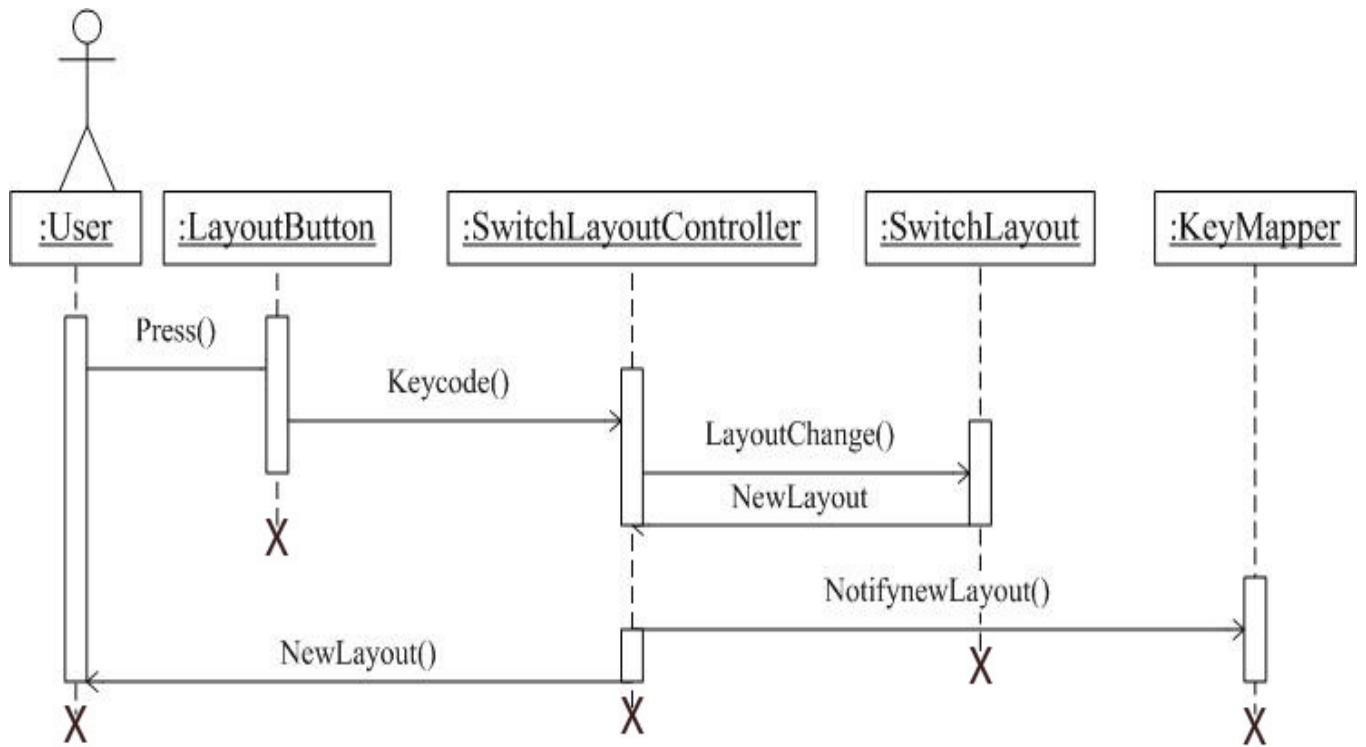 :User
:LayoutButton
:SwitchLayoutController
:SwitchLayout
:KeyMapper
Press()
Keycode()
LayoutChange()
NewLayout
NotifynewLayout()
NewLayout()
X
X
X
X
X